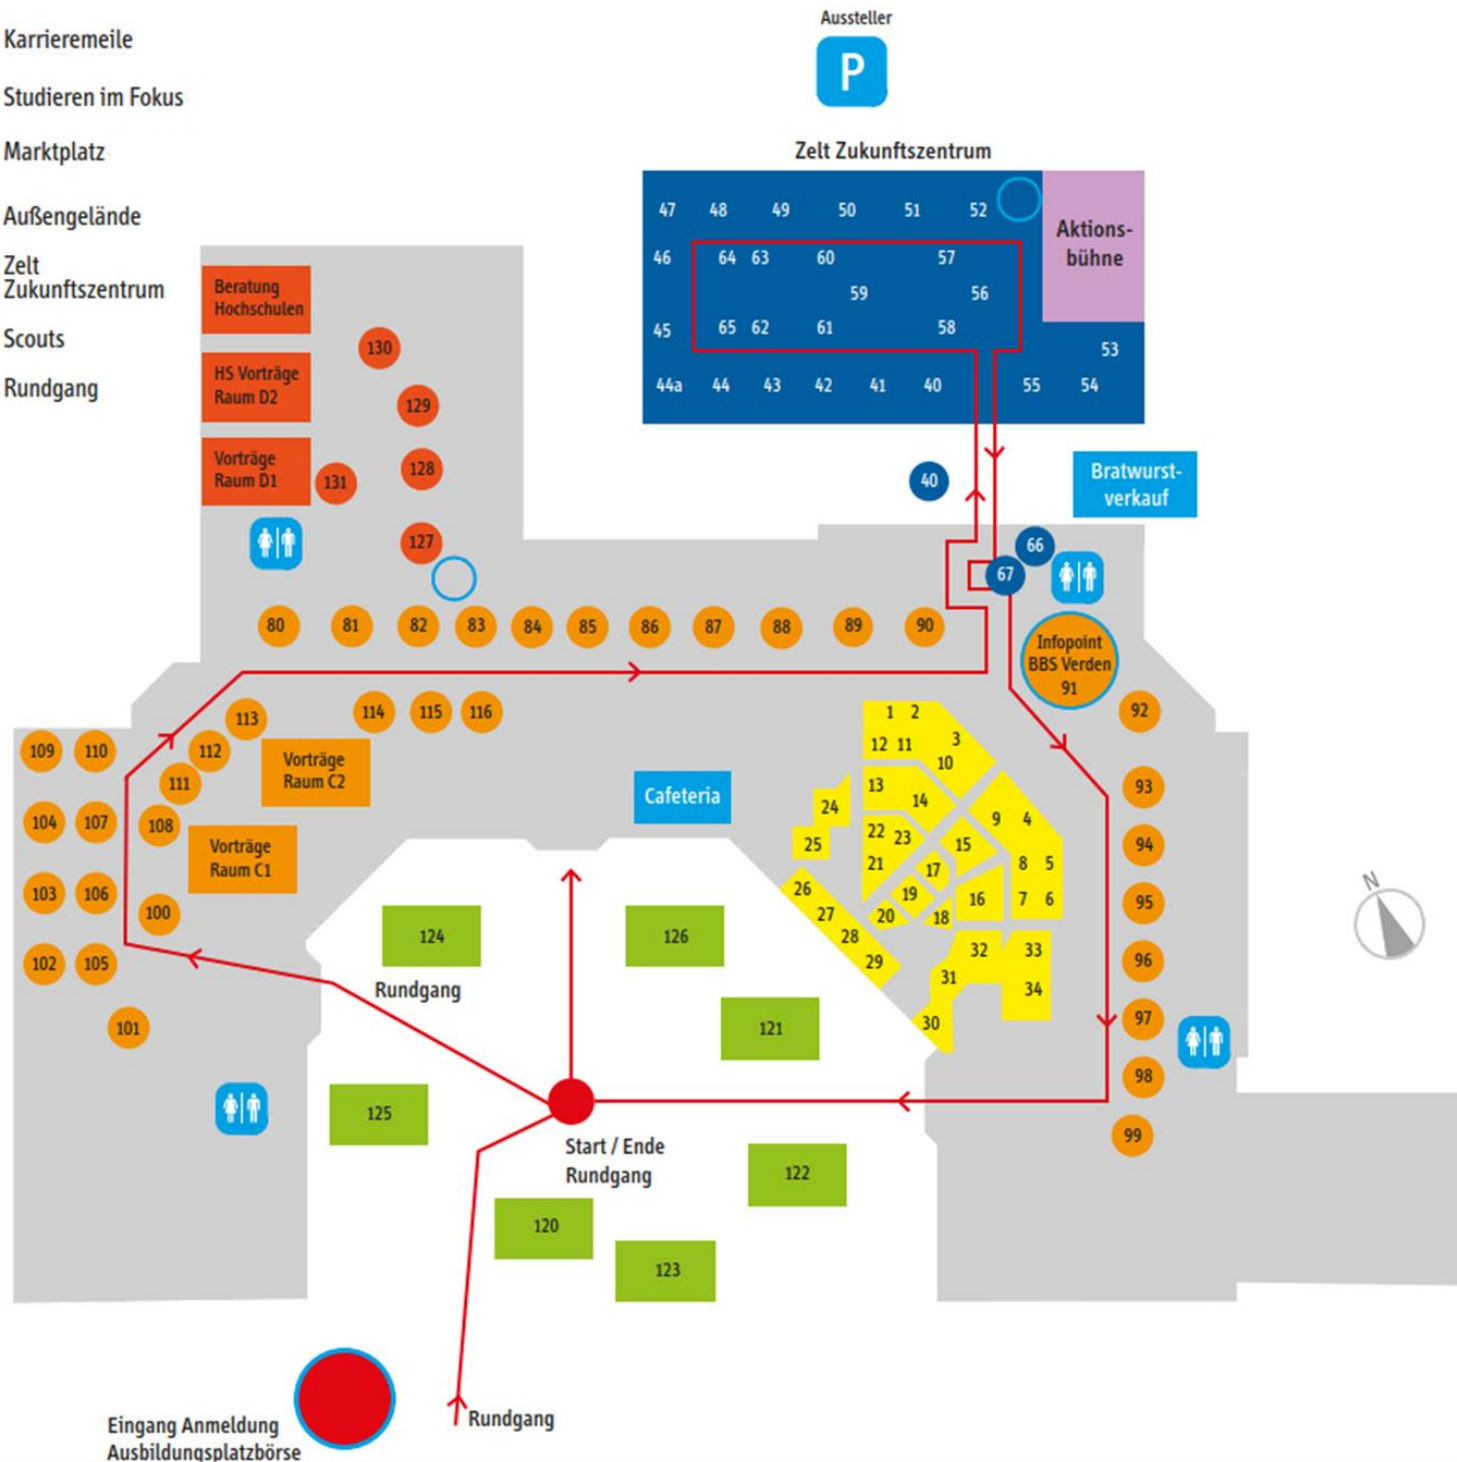 Karrieremeile
Studieren im Fokus
Marktplatz
Außengelände
Zelt
Zukunftszentrum
Scouts
Rundgang
Aussteller
P
Zelt Zukunftszentrum
47 48 49 50 51 52
Aktions-
bühne
46 64 63 60 57
59 56
45 65 62 61 58
53
44a 44 43 42 41 40 55 54
Beratung
Hochschulen
HS Vorträge
Raum D2
Vorträge
Raum D1
130
129
128
131
127
40
Bratwurst-
verkauf
66
67
80 81 82 83 84 85 86 87 88 89 90
Infopoint
BBS Verden
91
92
93
94
95
96
97
98
99
113 114 115 116
109 110 112
111
104 107 108
103 106 100
102 105
101
Vorträge
Raum C2
Vorträge
Raum C1
Cafeteria
1 2
12 11 3
10
13 14
24 9 4
25 22 23 15
21 17 8 5
26 19 16 7 6
27 20 18
28 32 33
29 31 34
30
N
124
126
Rundgang
121
125
Start / Ende
Rundgang
122
120
123
Rundgang
Eingang Anmeldung
Ausbildungsplatzbörse